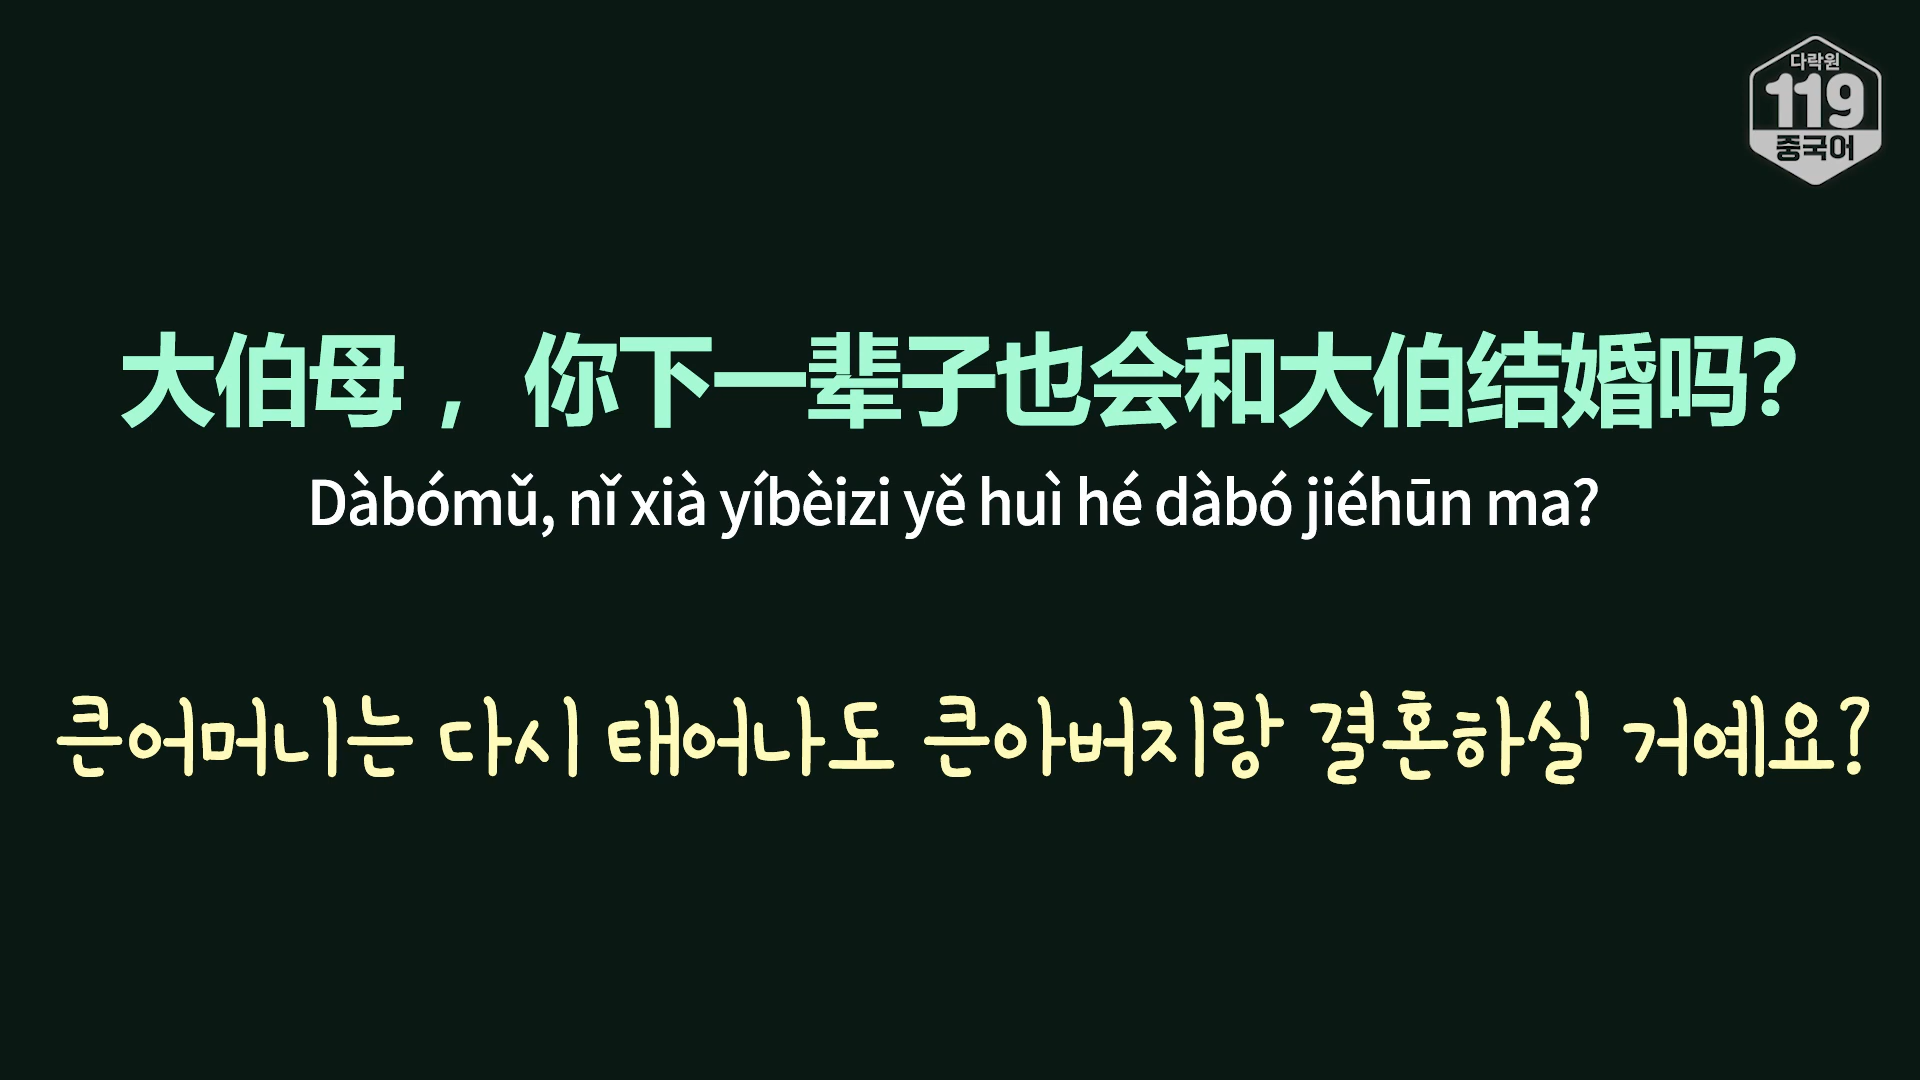 다락원
119
중국어
大伯母，你下一辈子也会和大伯结婚吗？
Dàbómǔ, nǐ xià yíbèizi yě huì hé dàbó jiéhūn ma?
큰어머니는 다시 태어나도 큰아버지랑 결혼하실 거예요?